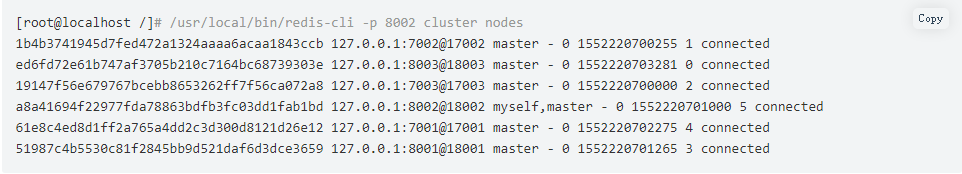 [root@localhost /]# /usr/local/bin/redis-cli -p 8002 cluster nodes
Copy
1b4b3741945d7fed472a1324aaaa6acaa1843ccb 127.0.0.1:7002@17002 master - 0 1552220700255 1 connected
ed6fd72e61b747af3705b210c7164bc68739303e 127.0.0.1:8003@18003 master - 0 1552220703281 0 connected
19147f56e679767bcebb8653262ff7f56ca072a8 127.0.0.1:7003@17003 master - 0 1552220700000 2 connected
a8a41694f22977fda78863bdfb3fc03dd1fab1bd 127.0.0.1:8002@18002 myself,master - 0 1552220701000 5 connected
61e8c4ed8d1ff2a765a4dd2c3d300d8121d26e12 127.0.0.1:7001@17001 master - 0 1552220702275 4 connected
51987c4b5530c81f2845bb9d521daf6d3dce3659 127.0.0.1:8001@18001 master - 0 1552220701265 3 connected